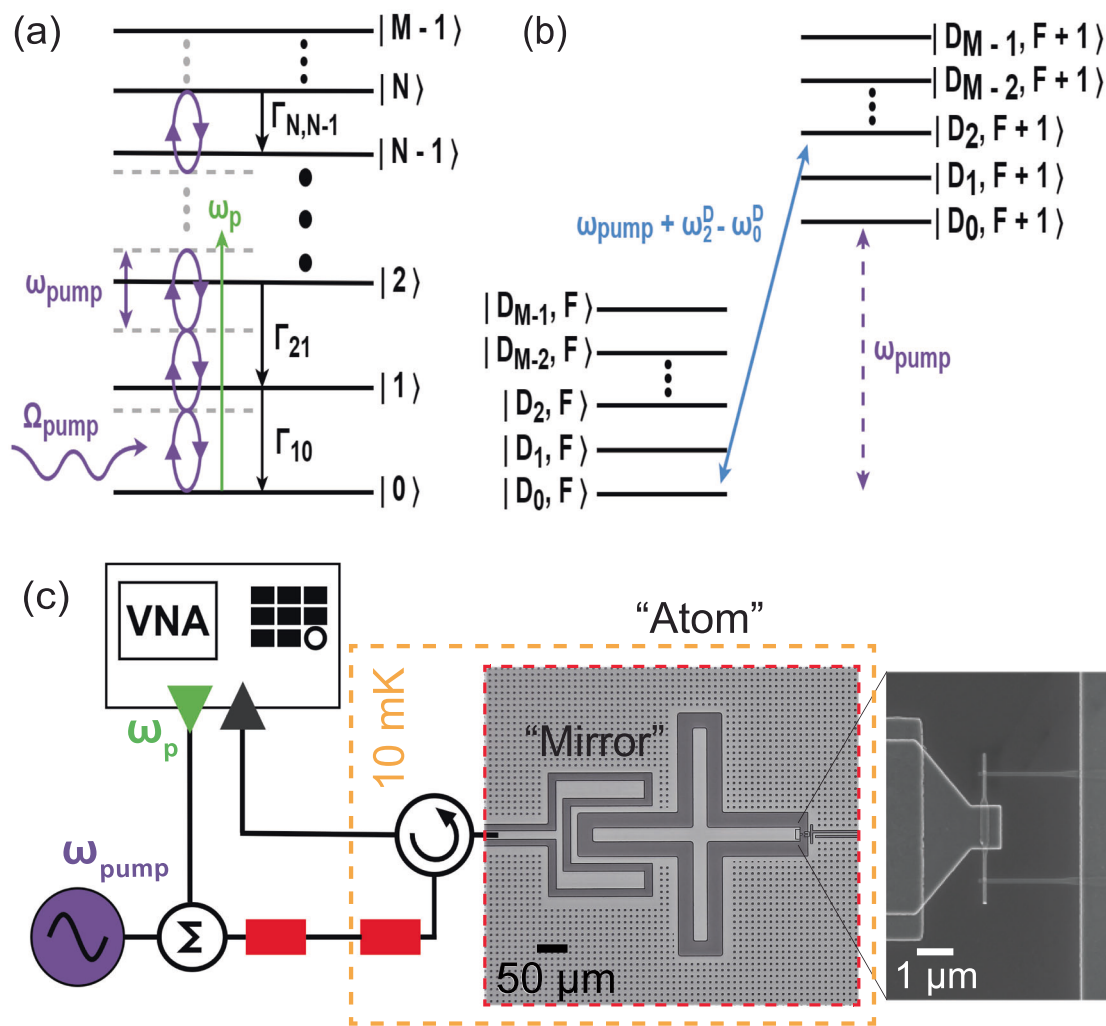 (a)
| M - 1⟩
| N⟩
Γ_N,N-1
| N - 1⟩
ω_p
ω_pump
| 2⟩
Γ_21
| 1⟩
Ω_pump
Γ_10
| 0⟩
(b)
| D_M - 1, F + 1⟩
| D_M - 2, F + 1⟩
| D_2, F + 1⟩
| D_1, F + 1⟩
| D_0, F + 1⟩
ω_pump + ω_2^D - ω_0^D
| D_M-1, F⟩
| D_M-2, F⟩
| D_2, F⟩
| D_1, F⟩
| D_0, F⟩
ω_pump
(c)
VNA
ω_p
ω_pump
Σ
10 mK
“Atom”
“Mirror”
50 μm
1 μm